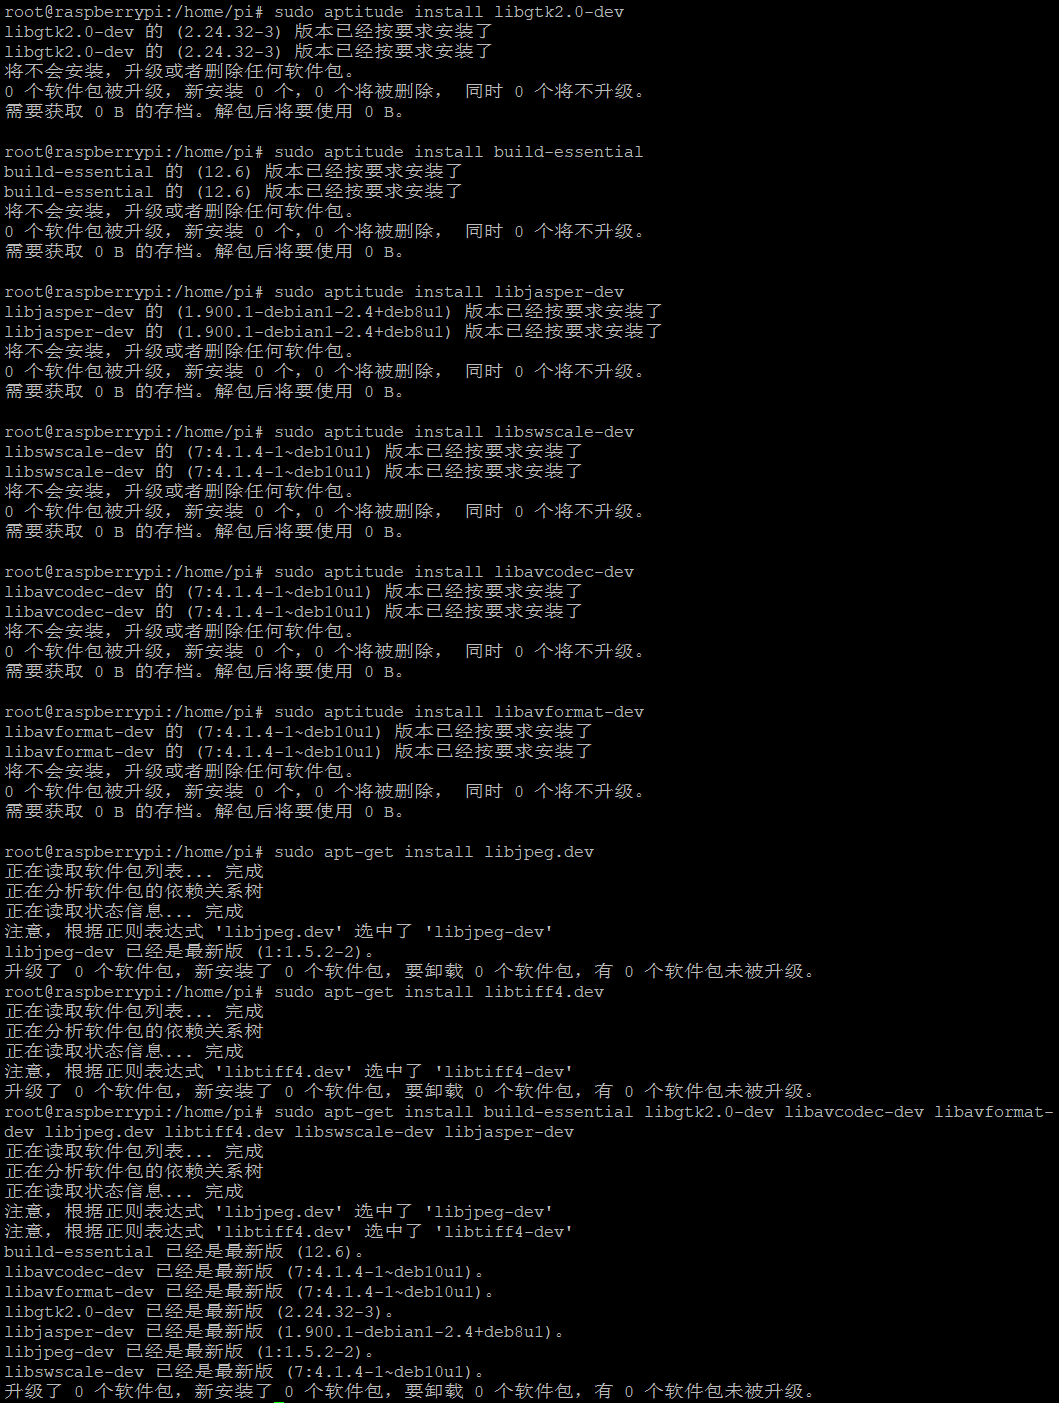 root@raspberrypi:/home/pi# sudo aptitude install libgtk2.0-dev
libgtk2.0-dev 的 (2.24.32-3) 版本已经按要求安装了
libgtk2.0-dev 的 (2.24.32-3) 版本已经按要求安装了
将不会安装，升级或者删除任何软件包。
0 个软件包被升级，新安装 0 个，0 个将被删除， 同时 0 个将不升级。
需要获取 0 B 的存档。解包后将要使用 0 B。
root@raspberrypi:/home/pi# sudo aptitude install build-essential
build-essential 的 (12.6) 版本已经按要求安装了
build-essential 的 (12.6) 版本已经按要求安装了
将不会安装，升级或者删除任何软件包。
0 个软件包被升级，新安装 0 个，0 个将被删除， 同时 0 个将不升级。
需要获取 0 B 的存档。解包后将要使用 0 B。
root@raspberrypi:/home/pi# sudo aptitude install libjasper-dev
libjasper-dev 的 (1.900.1-debian1-2.4+deb8u1) 版本已经按要求安装了
libjasper-dev 的 (1.900.1-debian1-2.4+deb8u1) 版本已经按要求安装了
将不会安装，升级或者删除任何软件包。
0 个软件包被升级，新安装 0 个，0 个将被删除， 同时 0 个将不升级。
需要获取 0 B 的存档。解包后将要使用 0 B。
root@raspberrypi:/home/pi# sudo aptitude install libswscale-dev
libswscale-dev 的 (7:4.1.4-1~deb10u1) 版本已经按要求安装了
libswscale-dev 的 (7:4.1.4-1~deb10u1) 版本已经按要求安装了
将不会安装，升级或者删除任何软件包。
0 个软件包被升级，新安装 0 个，0 个将被删除， 同时 0 个将不升级。
需要获取 0 B 的存档。解包后将要使用 0 B。
root@raspberrypi:/home/pi# sudo aptitude install libavcodec-dev
libavcodec-dev 的 (7:4.1.4-1~deb10u1) 版本已经按要求安装了
libavcodec-dev 的 (7:4.1.4-1~deb10u1) 版本已经按要求安装了
将不会安装，升级或者删除任何软件包。
0 个软件包被升级，新安装 0 个，0 个将被删除， 同时 0 个将不升级。
需要获取 0 B 的存档。解包后将要使用 0 B。
root@raspberrypi:/home/pi# sudo aptitude install libavformat-dev
libavformat-dev 的 (7:4.1.4-1~deb10u1) 版本已经按要求安装了
libavformat-dev 的 (7:4.1.4-1~deb10u1) 版本已经按要求安装了
将不会安装，升级或者删除任何软件包。
0 个软件包被升级，新安装 0 个，0 个将被删除， 同时 0 个将不升级。
需要获取 0 B 的存档。解包后将要使用 0 B。
root@raspberrypi:/home/pi# sudo apt-get install libjpeg.dev
正在读取软件包列表... 完成
正在分析软件包的依赖关系树
正在读取状态信息... 完成
注意，根据正则表达式 'libjpeg.dev' 选中了 'libjpeg-dev'
libjpeg-dev 已经是最新版 (1:1.5.2-2)。
升级了 0 个软件包，新安装了 0 个软件包，要卸载 0 个软件包，有 0 个软件包未被升级。
root@raspberrypi:/home/pi# sudo apt-get install libtiff4.dev
正在读取软件包列表... 完成
正在分析软件包的依赖关系树
正在读取状态信息... 完成
注意，根据正则表达式 'libtiff4.dev' 选中了 'libtiff4-dev'
升级了 0 个软件包，新安装了 0 个软件包，要卸载 0 个软件包，有 0 个软件包未被升级。
root@raspberrypi:/home/pi# sudo apt-get install build-essential libgtk2.0-dev libavcodec-dev libavformat-
dev libjpeg.dev libtiff4.dev libswscale-dev libjasper-dev
正在读取软件包列表... 完成
正在分析软件包的依赖关系树
正在读取状态信息... 完成
注意，根据正则表达式 'libjpeg.dev' 选中了 'libjpeg-dev'
注意，根据正则表达式 'libtiff4.dev' 选中了 'libtiff4-dev'
build-essential 已经是最新版 (12.6)。
libavcodec-dev 已经是最新版 (7:4.1.4-1~deb10u1)。
libavformat-dev 已经是最新版 (7:4.1.4-1~deb10u1)。
libgtk2.0-dev 已经是最新版 (2.24.32-3)。
libjasper-dev 已经是最新版 (1.900.1-debian1-2.4+deb8u1)。
libjpeg-dev 已经是最新版 (1:1.5.2-2)。
libswscale-dev 已经是最新版 (7:4.1.4-1~deb10u1)。
升级了 0 个软件包，新安装了 0 个软件包，要卸载 0 个软件包，有 0 个软件包未被升级。